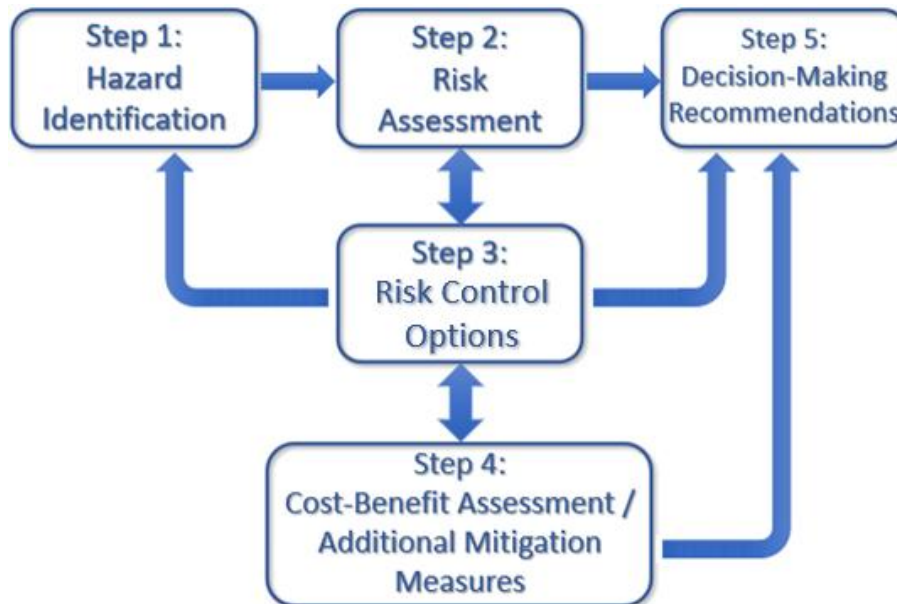 Step 1:
Hazard
Identification
Step 2:
Risk
Assessment
Step 5:
Decision-Making
Recommendations
Step 3:
Risk Control
Options
Step 4:
Cost-Benefit Assessment /
Additional Mitigation
Measures